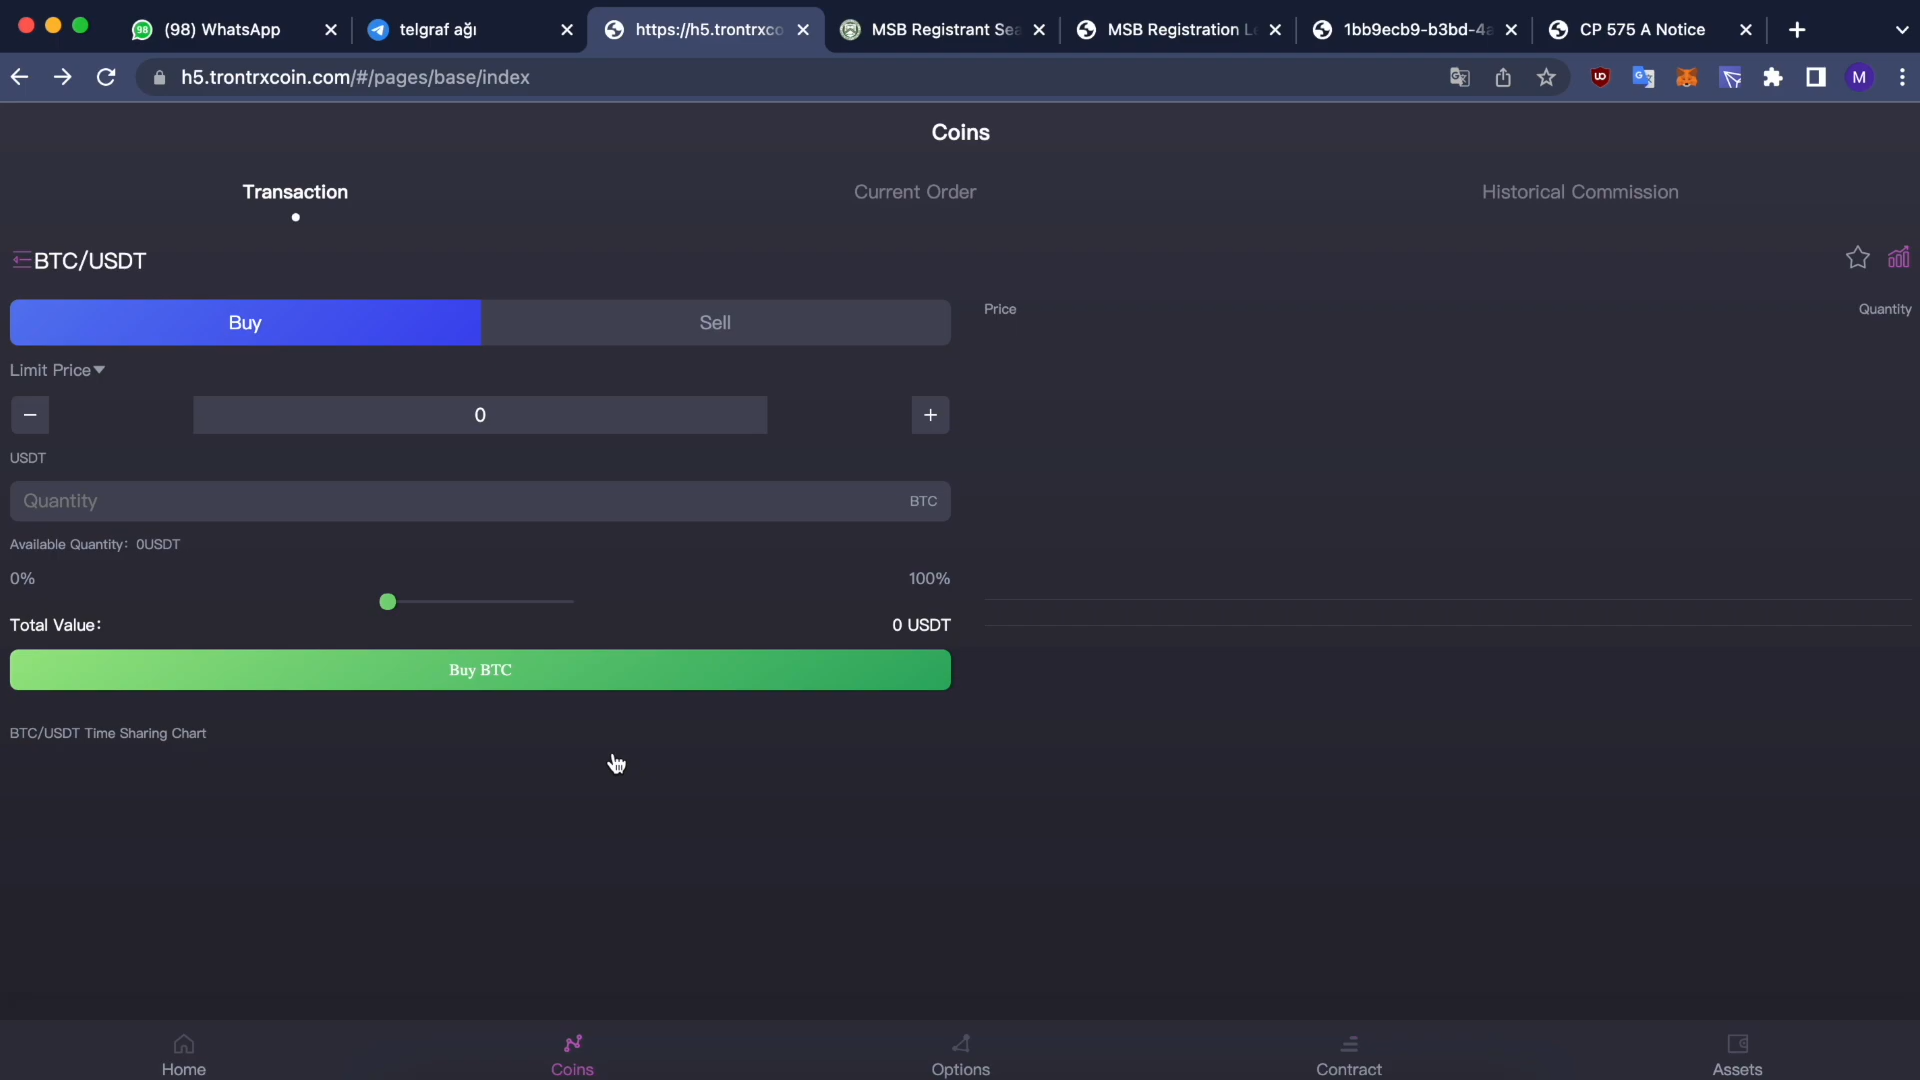 (98) WhatsApp
telgraf ağı
https://h5.trontrxco
MSB Registrant Sea
MSB Registration Le
1bb9ecb9-b3bd-4a
CP 575 A Notice
h5.trontrxcoin.com/#/pages/base/index
M
Coins
Transaction
Current Order
Historical Commission
BTC/USDT
Buy
Sell
Price
Quantity
Limit Price
−
0
+
USDT
Quantity
BTC
Available Quantity: 0USDT
0%
100%
Total Value:
0 USDT
Buy BTC
BTC/USDT Time Sharing Chart
Home
Coins
Options
Contract
Assets